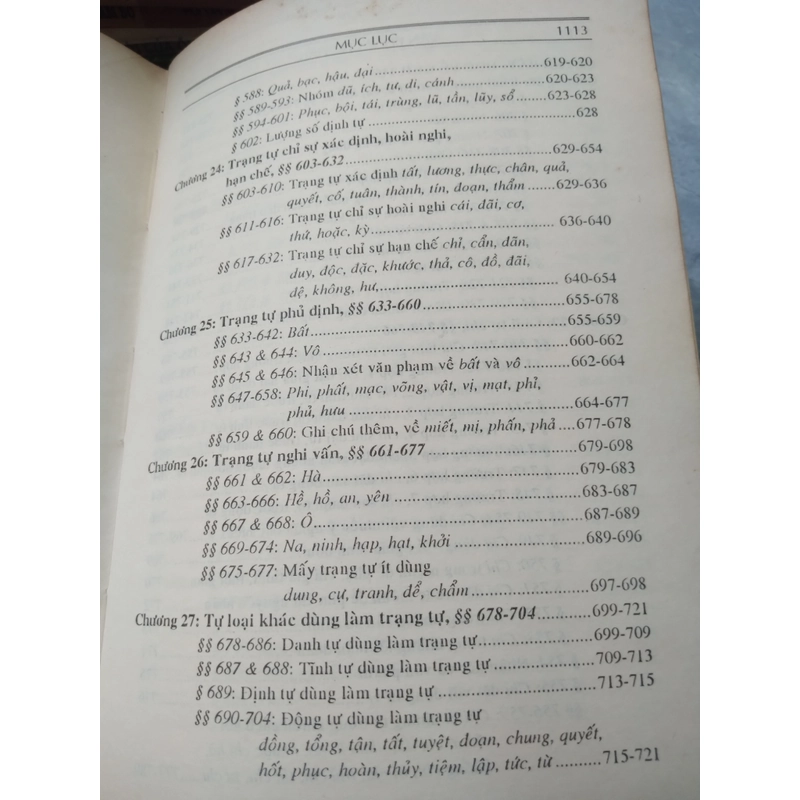 MỤC LỤC 1113
§ 588: Quả, bạc, hậu, đại ........ 619-620
§§ 589-593: Nhóm dũ, ích, tư, di, cánh ........ 620-623
§§ 594-601: Phục, bội, tái, trùng, lũ, tần, lũy, sổ ........ 623-628
§ 602: Lượng số định tự ........ 628
Chương 24: Trạng tự chỉ sự xác định, hoài nghi,
hạn chế, §§ 603-632 ........ 629-654
§§ 603-610: Trạng tự xác định tất, lương, thực, chân, quả,
quyết, cố, tuân, thành, tín, đoạn, thẩm ........ 629-636
§§ 611-616: Trạng tự chỉ sự hoài nghi cái, đãi, cơ,
thứ, hoặc, kỳ ........ 636-640
§§ 617-632: Trạng tự chỉ sự hạn chế chỉ, cẩn, đãn,
duy, độc, đặc, khước, thả, cô, đồ, đãi,
đệ, không, hư, ........ 640-654
Chương 25: Trạng tự phủ định, §§ 633-660 ........ 655-678
§§ 633-642: Bất ........ 655-659
§§ 643 & 644: Vô ........ 660-662
§§ 645 & 646: Nhận xét văn phạm về bất và vô ........ 662-664
§§ 647-658: Phi, phất, mạc, võng, vật, vị, mạt, phỉ,
phủ, hưu ........ 664-677
§§ 659 & 660: Ghi chú thêm, về miết, mị, phấn, phả ........ 677-678
Chương 26: Trạng tự nghi vấn, §§ 661-677 ........ 679-698
§§ 661 & 662: Hà ........ 679-683
§§ 663-666: Hề, hồ, an, yên ........ 683-687
§§ 667 & 668: Ô ........ 687-689
§§ 669-674: Na, ninh, hạp, hạt, khởi ........ 689-696
§§ 675-677: Mấy trạng tự ít dùng
dung, cự, tranh, để, chẩm ........ 697-698
Chương 27: Tự loại khác dùng làm trạng tự, §§ 678-704 ........ 699-721
§§ 678-686: Danh tự dùng làm trạng tự ........ 699-709
§§ 687 & 688: Tĩnh tự dùng làm trạng tự ........ 709-713
§ 689: Định tự dùng làm trạng tự ........ 713-715
§§ 690-704: Động tự dùng làm trạng tự
đồng, tổng, tận, tất, tuyệt, đoạn, chung, quyết,
hốt, phục, hoàn, thủy, tiệm, lập, tức, từ ........ 715-721